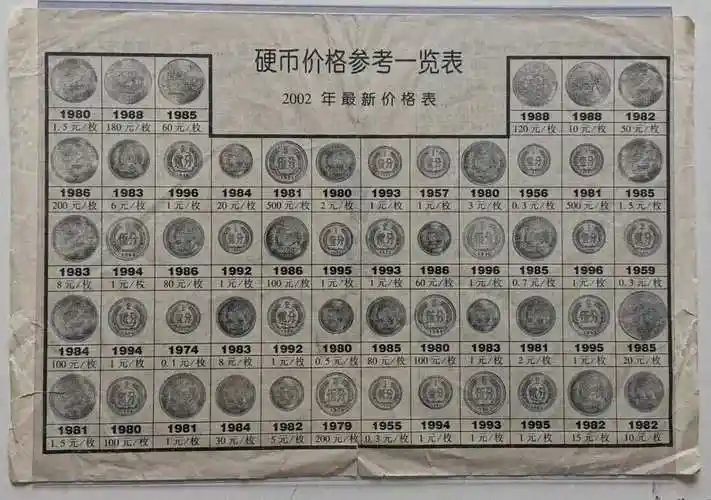 硬币价格参考一览表
2002 年最新价格表
1980 1988 1985 1988 1988 1982
1.5元/枚 180元/枚 60元/枚 120元/枚 10元/枚 50元/枚
1986 1983 1996 1984 1981 1980 1993 1957 1980 1956 1981 1985
200元/枚 6元/枚 1元/枚 20元/枚 500元/枚 2元/枚 1元/枚 1元/枚 3元/枚 0.3元/枚 500元/枚 1.5元/枚
1983 1994 1986 1992 1986 1995 1993 1986 1996 1985 1996 1959
8元/枚 1元/枚 80元/枚 1元/枚 100元/枚 1元/枚 1元/枚 60元/枚 1元/枚 0.7元/枚 1元/枚 0.3元/枚
1984 1994 1974 1983 1992 1980 1985 1980 1983 1981 1995 1985
100元/枚 1元/枚 0.1元/枚 8元/枚 1元/枚 0.5元/枚 80元/枚 100元/枚 1元/枚 2元/枚 1元/枚 20元/枚
1981 1980 1981 1984 1982 1979 1955 1994 1993 1995 1982 1982
1.5元/枚 100元/枚 1元/枚 30元/枚 5元/枚 200元/枚 0.3元/枚 1元/枚 1元/枚 1元/枚 15元/枚 10元/枚